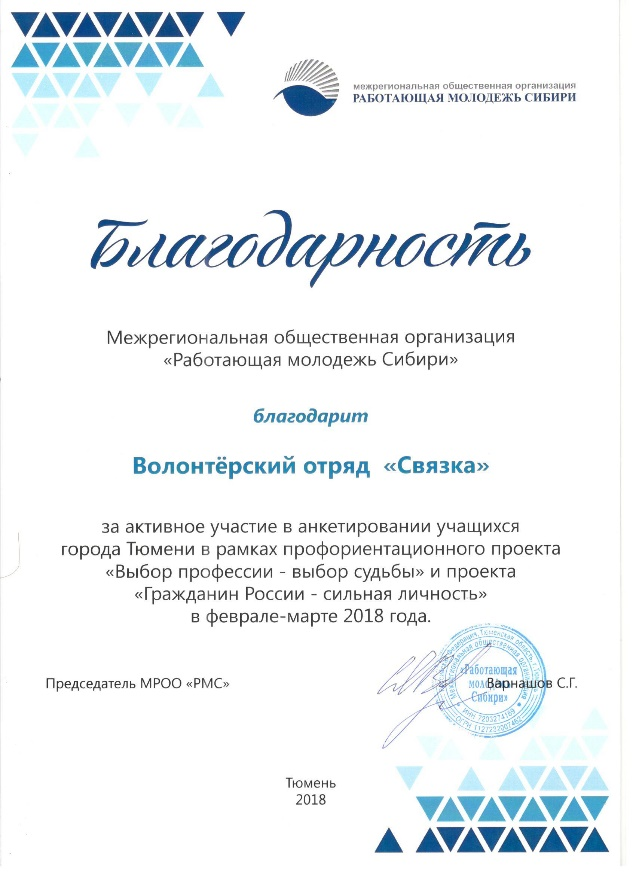 межрегиональная общественная организация
РАБОТАЮЩАЯ МОЛОДЕЖЬ СИБИРИ
Благодарность
Межрегиональная общественная организация
«Работающая молодежь Сибири»
благодарит
Волонтёрский отряд «Связка»
за активное участие в анкетировании учащихся
города Тюмени в рамках профориентационного проекта
«Выбор профессии - выбор судьбы» и проекта
«Гражданин России - сильная личность»
в феврале-марте 2018 года.
«Работающая
молодежь
Сибири»
Председатель МРОО «РМС»
Варнашов С.Г.
Тюмень
2018